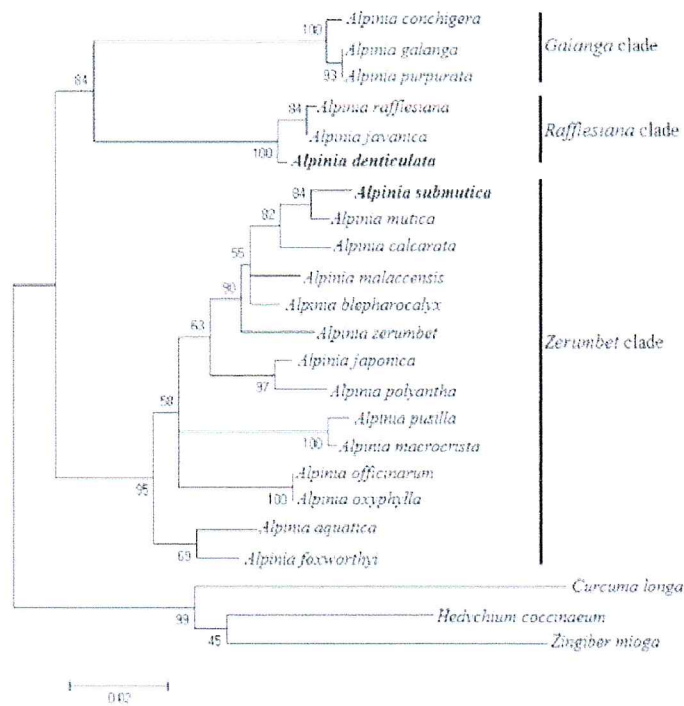 Alpinia conchigera
100
Alpinia galanga
Galanga clade
93
Alpinia purpurata
84
84
Alpinia rafflesiana
Alpinia javanica
Rafflesiana clade
100
Alpinia denticulata
84
Alpinia submutica
82
Alpinia mutica
Alpinia calcarata
55
Alpinia malaccensis
90
Alpinia blepharocalyx
63
Alpinia zerumbet
Zerumbet clade
Alpinia japonica
97
Alpinia polyantha
58
Alpinia pusilla
100
Alpinia macrocrista
Alpinia officinarum
95
100
Alpinia oxyphylla
Alpinia aquatica
69
Alpinia foxworthyi
Curcuma longa
99
Hedychium coccinaeum
45
Zingiber mioga
0.02